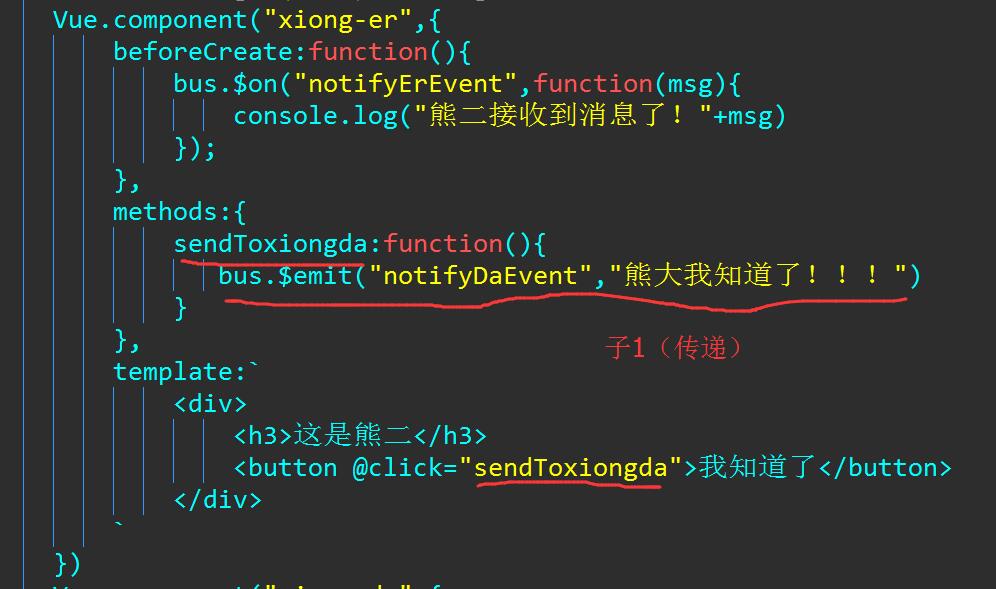 Vue.component("xiong-er",{
beforeCreate:function(){
bus.$on("notifyErEvent",function(msg){
console.log("熊二接收到消息了！"+msg)
});
},
methods:{
sendToxiongda:function(){
bus.$emit("notifyDaEvent","熊大我知道了！！！")
}
},
子1（传递）
template:`
<div>
<h3>这是熊二</h3>
<button @click="sendToxiongda">我知道了</button>
</div>
`
})